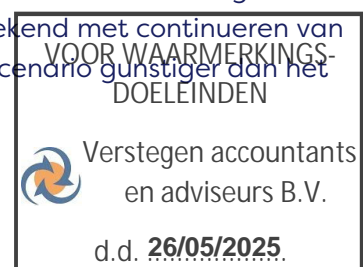 ekend met continueren van
VOOR WAARMERKINGS-
cenario gunstiger dan het
DOELEINDEN
Verstegen accountants
en adviseurs B.V.
d.d. 26/05/2025.